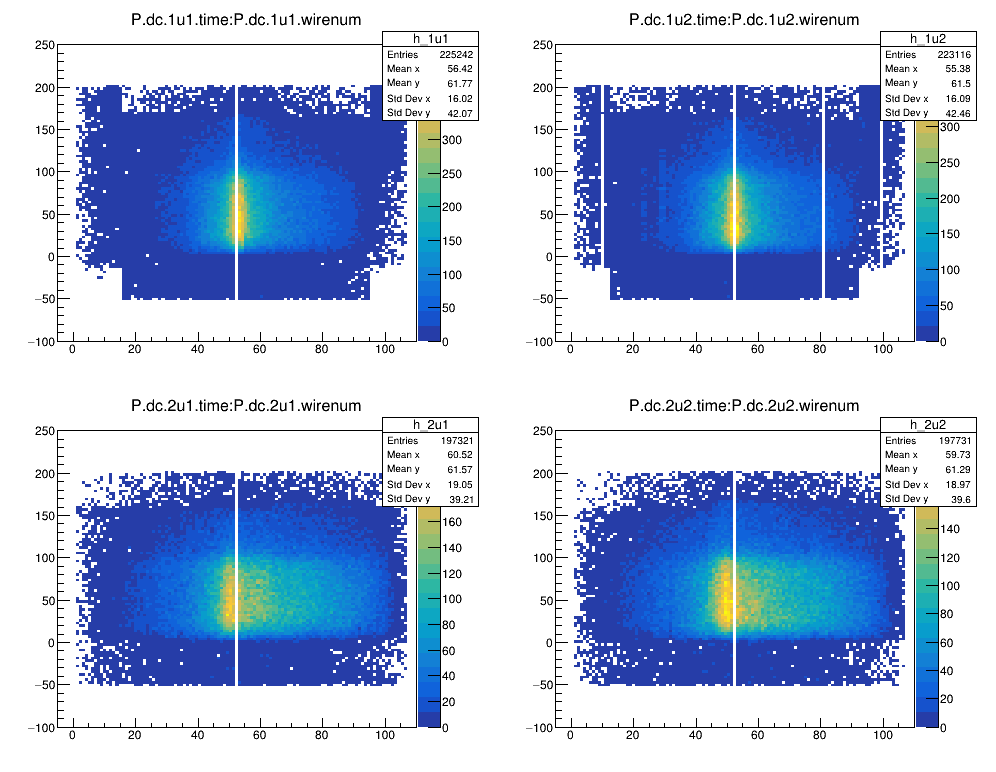 P.dc.1u1.time:P.dc.1u1.wirenum
h_1u1
Entries 225242
Mean x 56.42
Mean y 61.77
Std Dev x 16.02
Std Dev y 42.07
250
200
150
100
50
0
−50
−100
0 20 40 60 80 100
300
250
200
150
100
50
0
P.dc.1u2.time:P.dc.1u2.wirenum
h_1u2
Entries 223116
Mean x 55.38
Mean y 61.5
Std Dev x 16.09
Std Dev y 42.46
250
200
150
100
50
0
−50
−100
0 20 40 60 80 100
300
250
200
150
100
50
0
P.dc.2u1.time:P.dc.2u1.wirenum
h_2u1
Entries 197321
Mean x 60.52
Mean y 61.57
Std Dev x 19.05
Std Dev y 39.21
250
200
150
100
50
0
−50
−100
0 20 40 60 80 100
160
140
120
100
80
60
40
20
0
P.dc.2u2.time:P.dc.2u2.wirenum
h_2u2
Entries 197731
Mean x 59.73
Mean y 61.29
Std Dev x 18.97
Std Dev y 39.6
250
200
150
100
50
0
−50
−100
0 20 40 60 80 100
140
120
100
80
60
40
20
0